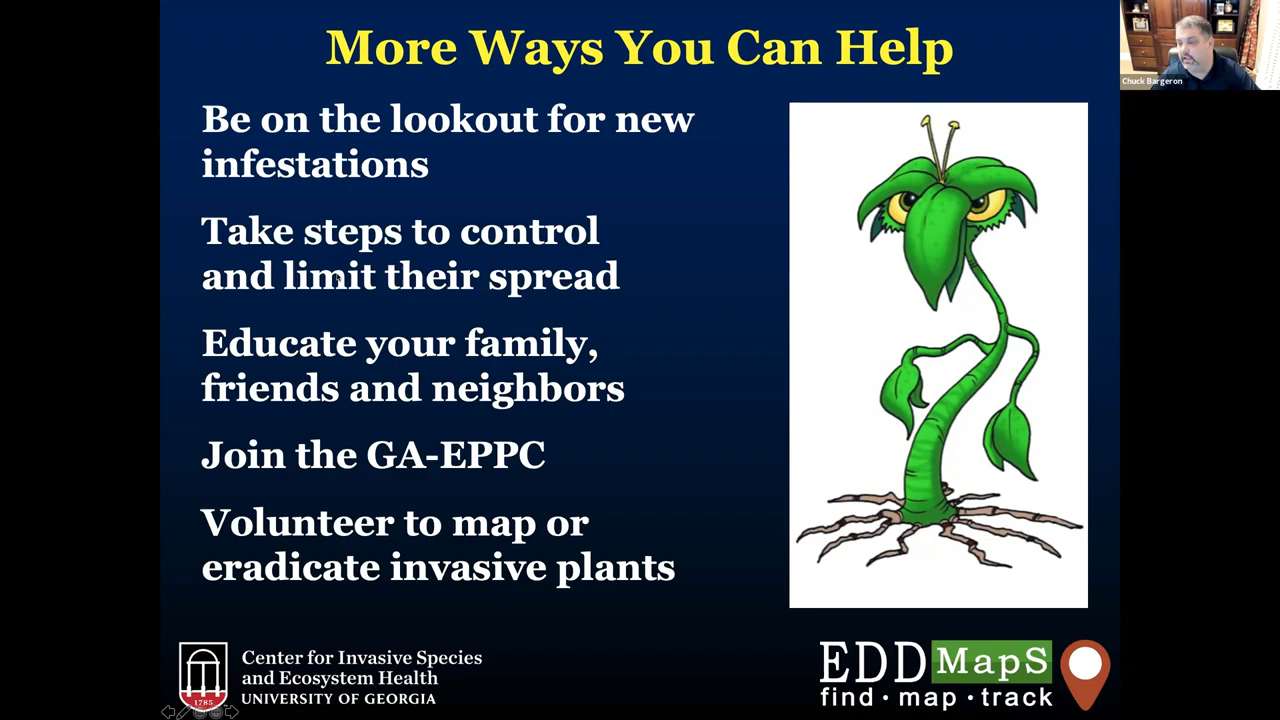 More Ways You Can Help
Chuck Bargeron
Be on the lookout for new
infestations
Take steps to control
and limit their spread
Educate your family,
friends and neighbors
Join the GA-EPPC
Volunteer to map or
eradicate invasive plants
Center for Invasive Species
and Ecosystem Health
UNIVERSITY OF GEORGIA
1785
EDDMapS
find · map · track